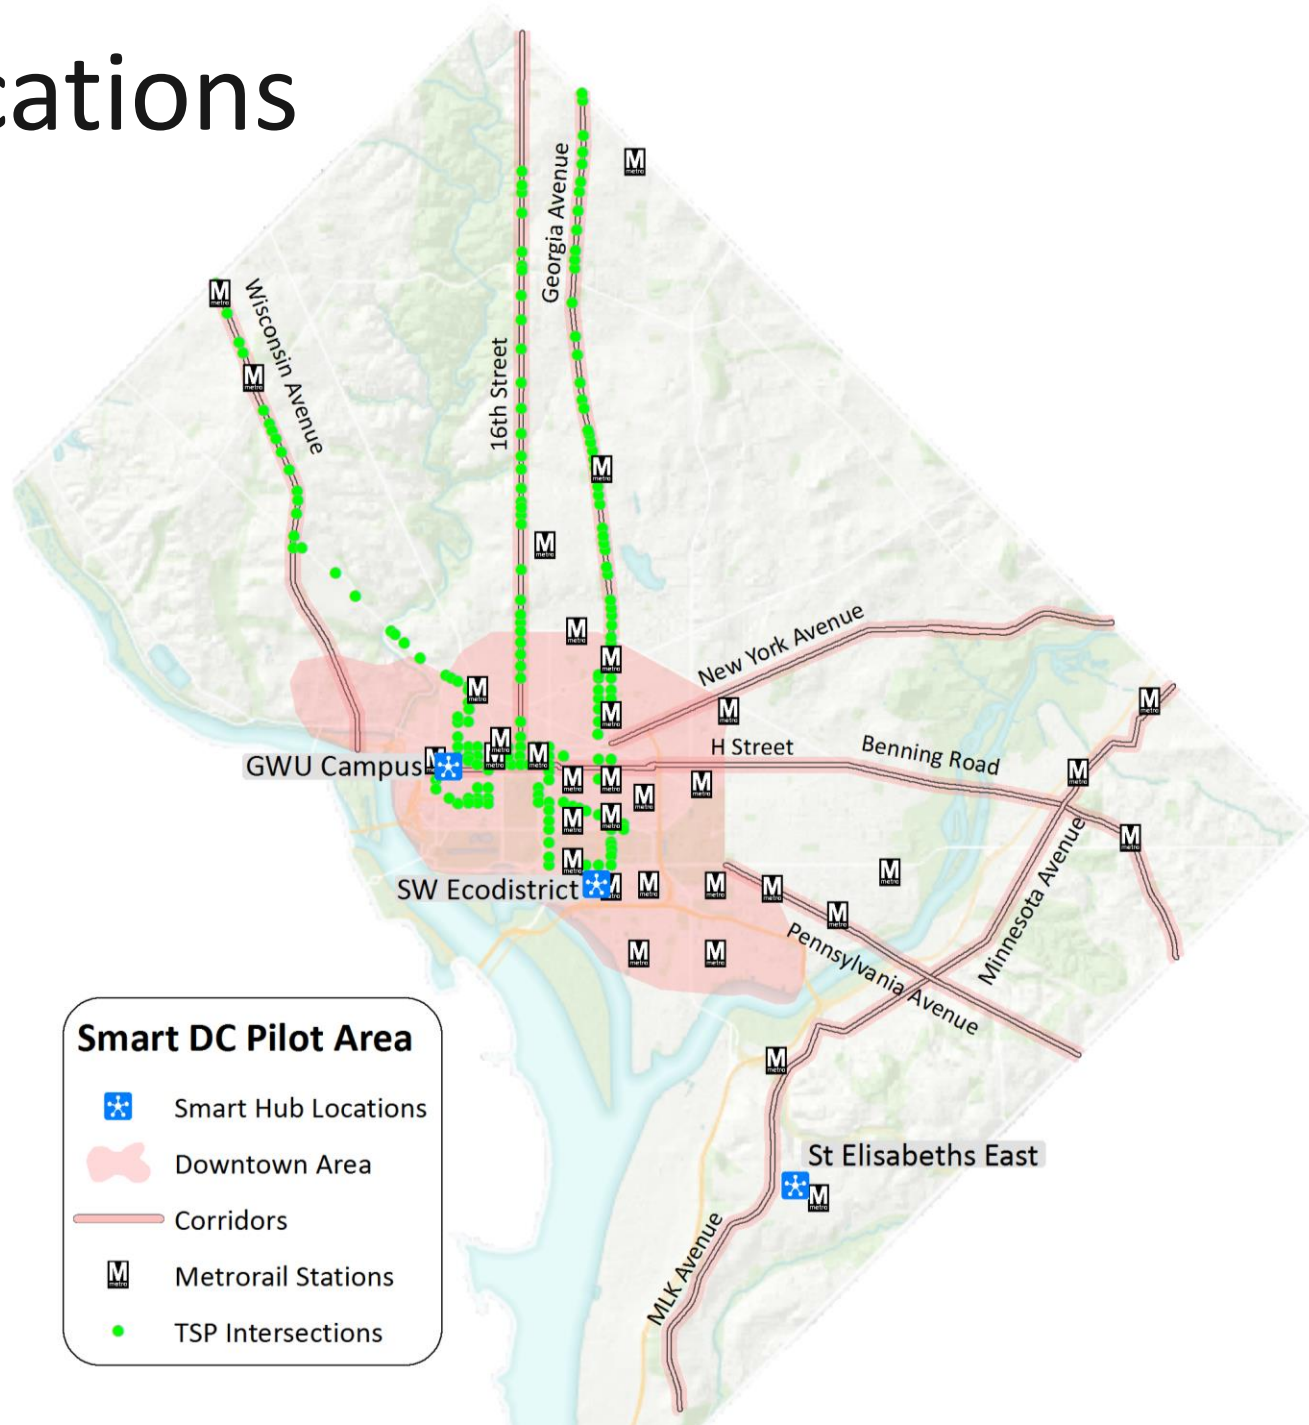 cations
Georgia Avenue
Wisconsin Avenue
16th Street
New York Avenue
H Street
Benning Road
GWU Campus
SW Ecodistrict
Minnesota Avenue
Pennsylvania Avenue
St Elisabeths East
MLK Avenue
Smart DC Pilot Area
Smart Hub Locations
Downtown Area
Corridors
M
metro
Metrorail Stations
TSP Intersections